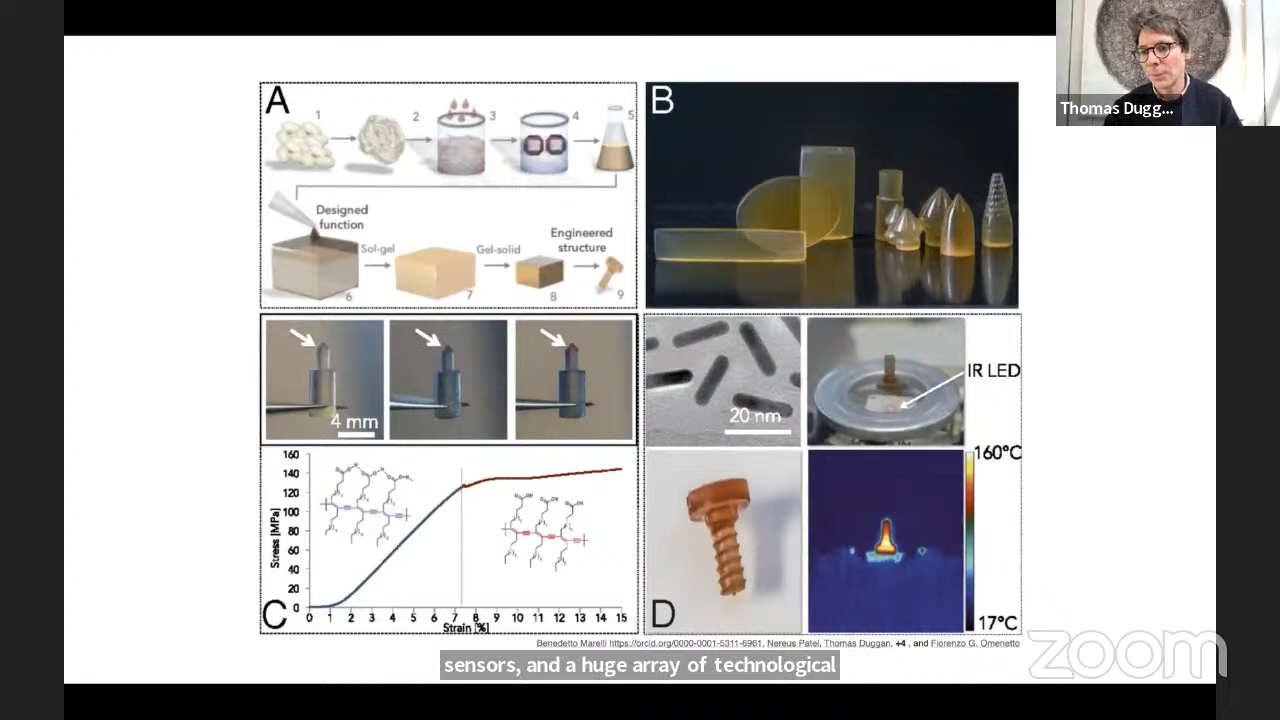 Thomas Dugg...
A
1
2
3
4
5
Designed
function
Sol-gel
Gel-solid
Engineered
structure
6
7
8
9
B
4 mm
C
Stress [MPa]
160
140
120
100
80
60
40
20
0
0 1 2 3 4 5 6 7 8 9 10 11 12 13 14 15
Strain [%]
20 nm
IR LED
D
160°C
17°C
Benedetto Marelli https://orcid.org/0000-0001-5311-6961, Nereus Patel, Thomas Duggan, +4 , and Fiorenzo G. Omenetto
sensors, and a huge array of technological
zoom